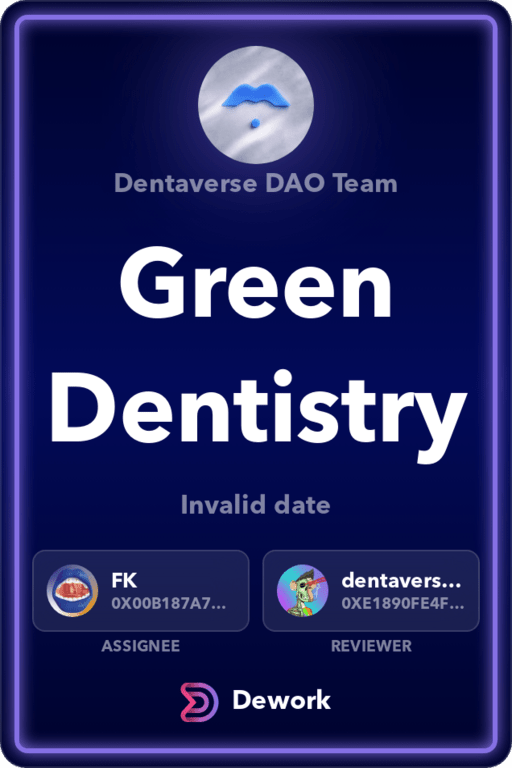 Dentaverse DAO Team
Green
Dentistry
Invalid date
FK
0X00B187A7...
dentavers...
0XE1890FE4F...
ASSIGNEE
REVIEWER
Dework